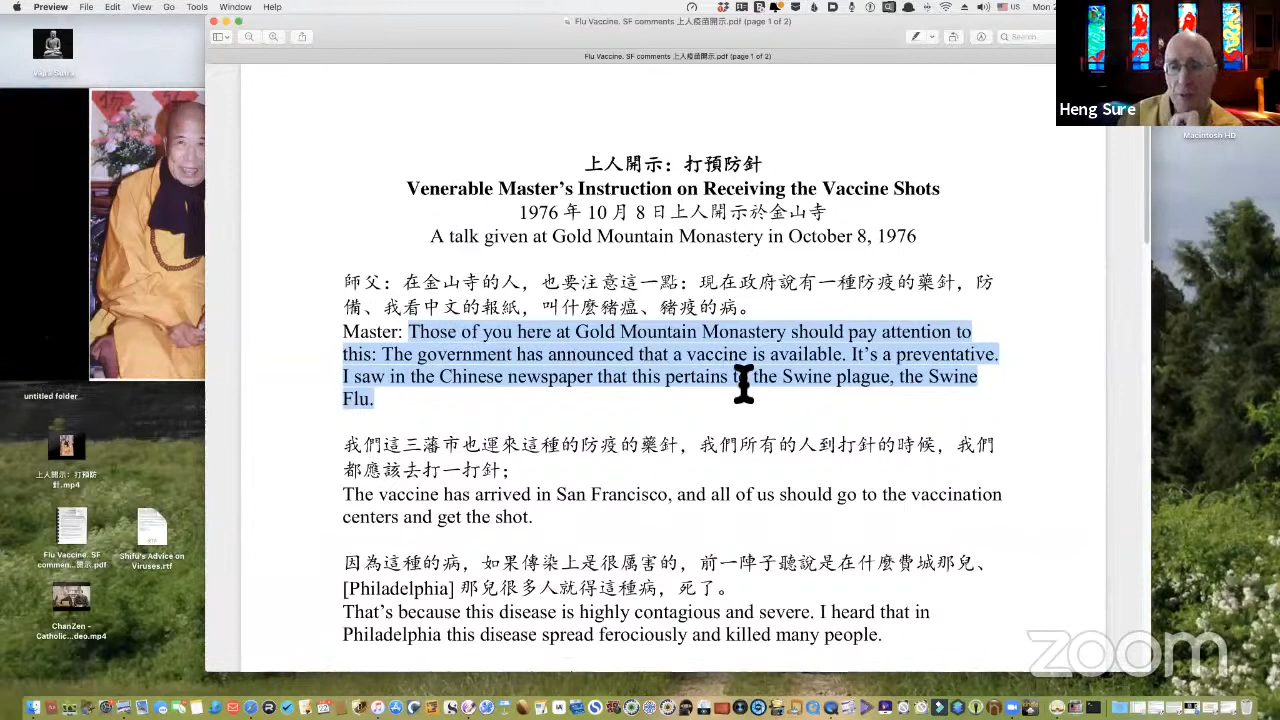 Preview File Edit View Go Tools Window Help
Flu Vaccine. SF comments 上人疫苗開示.pdf (page 1 of 2)
Search
Flu Vaccine. SF comments 上人疫苗開示.pdf (page 1 of 2)
Vajra Sutra
Heng Sure
Macintosh HD
上人開示：打預防針
Venerable Master's Instruction on Receiving the Vaccine Shots
1976 年 10 月 8 日上人開示於金山寺
A talk given at Gold Mountain Monastery in October 8, 1976
師父：在金山寺的人，也要注意這一點：現在政府說有一種防疫的藥針，防
備、我看中文的報紙，叫什麼豬瘟、豬疫的病。
Master: Those of you here at Gold Mountain Monastery should pay attention to
this: The government has announced that a vaccine is available. It's a preventative.
I saw in the Chinese newspaper that this pertains the Swine plague, the Swine
Flu.
我們這三藩市也運來這種的防疫的藥針，我們所有的人到打針的時候，我們
都應該去打一打針；
The vaccine has arrived in San Francisco, and all of us should go to the vaccination
centers and get the shot.
因為這種的病，如果傳染上是很厲害的，前一陣子聽說是在什麼費城那兒、
[Philadelphia] 那兒很多人就得這種病，死了。
That's because this disease is highly contagious and severe. I heard that in
Philadelphia this disease spread ferociously and killed many people.
untitled folder
上人開示：打預防
針.mp4
Flu Vaccine. SF
commen...開示.pdf
Shifu's Advice on
Viruses.rtf
ChanZen -
Catholic...deo.mp4
zoom